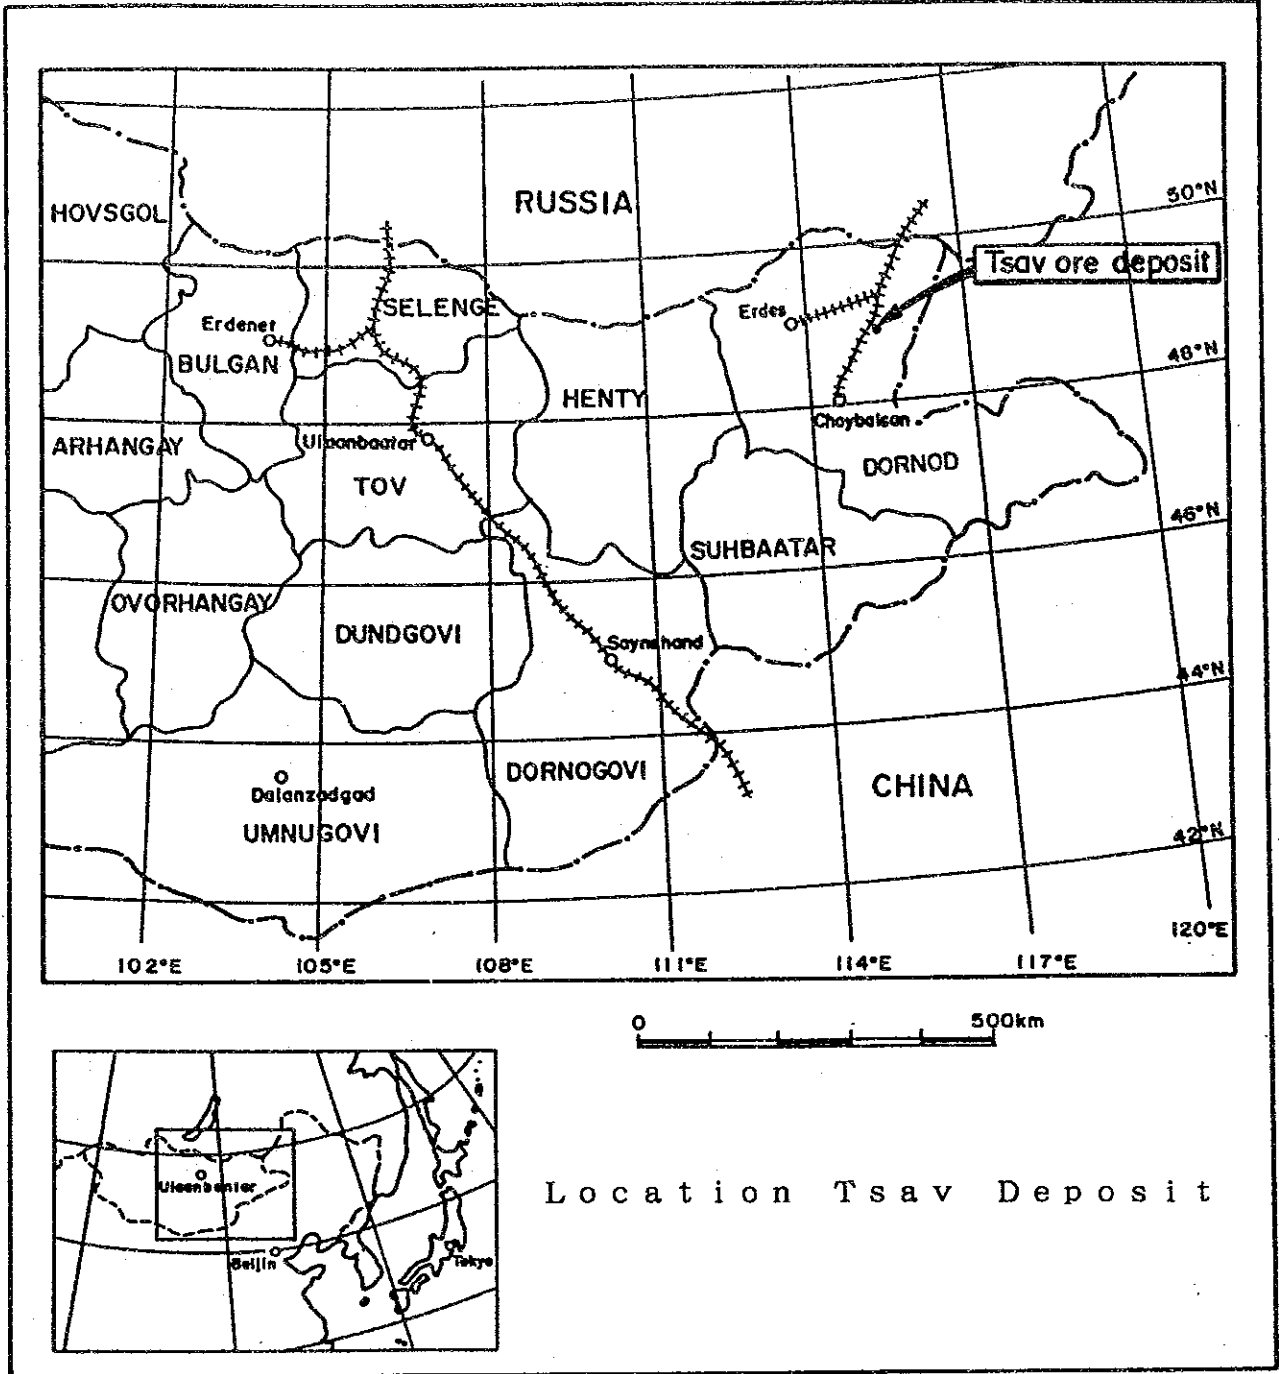 RUSSIA
50°N
HOVSGOL
Tsav ore deposit
SELENGE
Erdenet
Erdes
BULGAN
48°N
HENTY
Choybalsan
ARHANGAY
Ulaanbaatar
DORNOD
TOV
46°N
SUHBAATAR
OVORHANGAY
DUNDGOVI
Saynshand
44°N
DORNOGOVI
CHINA
Dalanzadgad
UMNUGOVI
42°N
120°E
102°E 105°E 108°E 111°E 114°E 117°E
0 500km
Ulaanbaatar
Beijin
Tokyo
Location Tsav Deposit